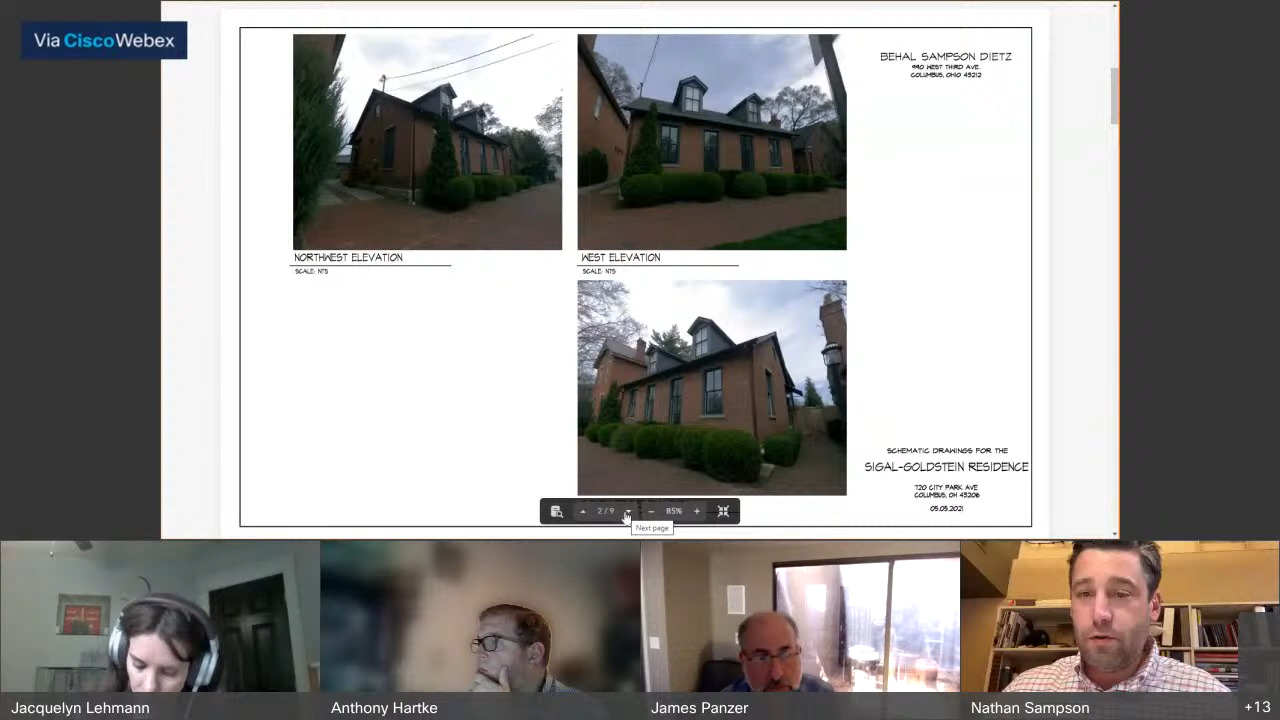 Via Cisco Webex
BEHAL SAMPSON DIETZ
990 WEST THIRD AVE.
COLUMBUS, OHIO 43212
NORTHWEST ELEVATION
SCALE: NTS
WEST ELEVATION
SCALE: NTS
SCHEMATIC DRAWINGS FOR THE
SIGAL-GOLDSTEIN RESIDENCE
720 CITY PARK AVE
COLUMBUS, OH 43206
05.05.2021
2 / 9
85%
Next page
Jacquelyn Lehmann
Anthony Hartke
James Panzer
Nathan Sampson
+13